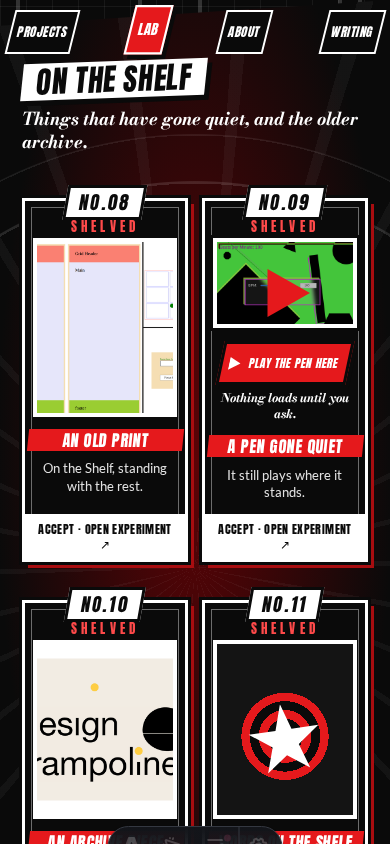 PROJECTS
LAB
ABOUT
WRITING
ON THE SHELF
Things that have gone quiet, and the older
archive.
NO.08
SHELVED
Grid Header
Main
AN OLD PRINT
On the Shelf, standing
with the rest.
ACCEPT · OPEN EXPERIMENT
↗
NO.09
SHELVED
PLAY THE PEN HERE
Nothing loads until you
ask.
A PEN GONE QUIET
It still plays where it
stands.
ACCEPT · OPEN EXPERIMENT
↗
NO.10
SHELVED
esign
rampoline
NO.11
SHELVED